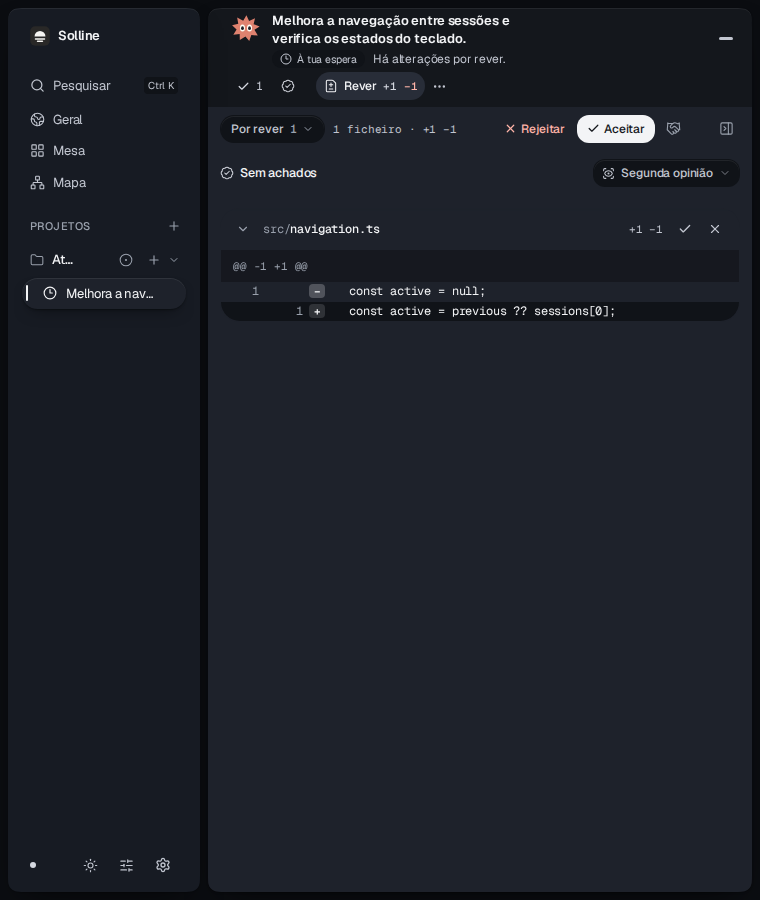 Solline
Pesquisar Ctrl K
Geral
Mesa
Mapa
PROJETOS
At…
Melhora a nav…
Melhora a navegação entre sessões e
verifica os estados do teclado.
À tua espera Há alterações por rever.
1 Rever +1 −1
Por rever 1 1 ficheiro · +1 −1 Rejeitar Aceitar
Sem achados Segunda opinião
src/navigation.ts +1 −1
@@ -1 +1 @@
1 − const active = null;
1 + const active = previous ?? sessions[0];